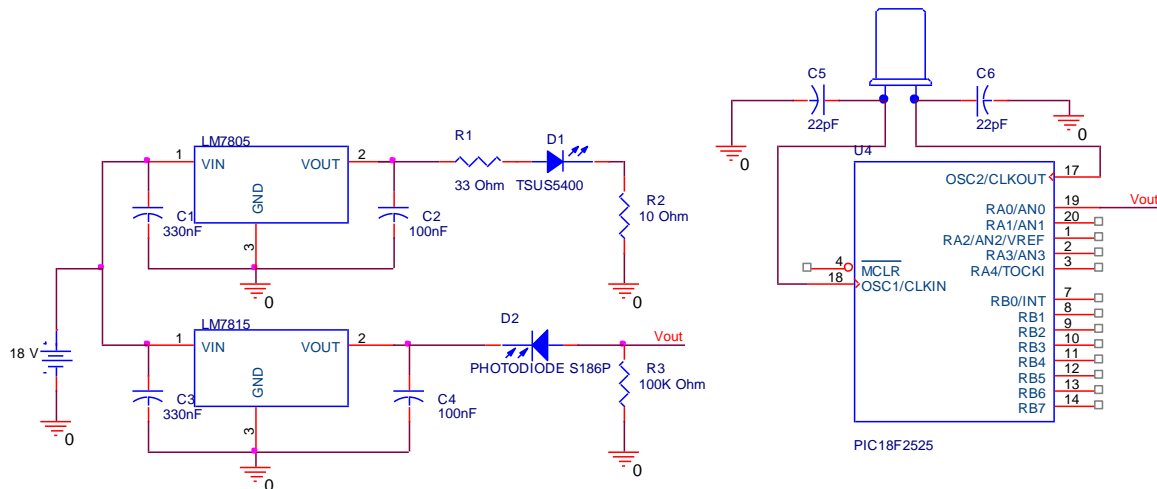 LM7805
1
VIN
VOUT
2
GND
3
C1
330nF
C2
100nF
0
R1
33 Ohm
D1
TSUS5400
R2
10 Ohm
0
18 V
0
LM7815
1
VIN
VOUT
2
GND
3
C3
330nF
C4
100nF
0
D2
PHOTODIODE S186P
Vout
R3
100K Ohm
0
C5
22pF
0
C6
22pF
0
U4
OSC2/CLKOUT 17
RA0/AN0 19
Vout
RA1/AN1 20
RA2/AN2/VREF 1
RA3/AN3 2
RA4/TOCKI 3
4 MCLR
18 OSC1/CLKIN
RB0/INT 7
RB1 8
RB2 9
RB3 10
RB4 11
RB5 12
RB6 13
RB7 14
PIC18F2525